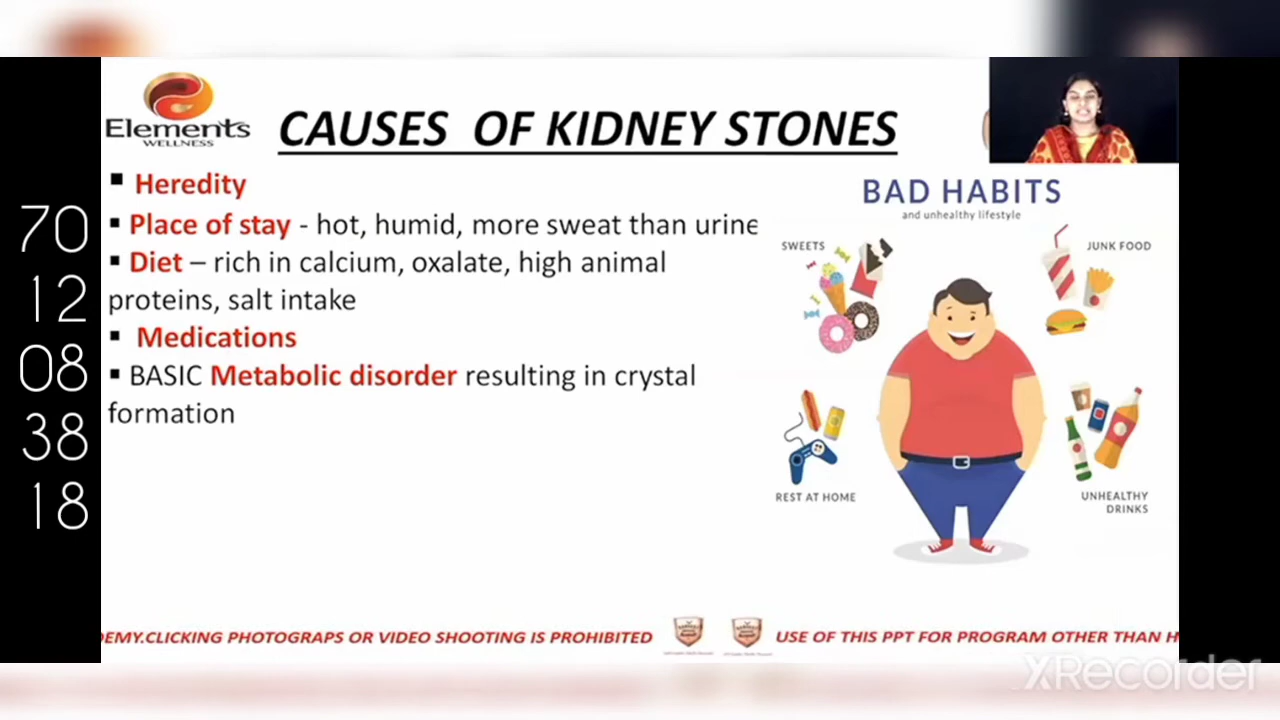 Elements
WELLNESS
CAUSES OF KIDNEY STONES
▪ Heredity
▪ Place of stay - hot, humid, more sweat than urine
▪ Diet – rich in calcium, oxalate, high animal
proteins, salt intake
▪ Medications
▪ BASIC Metabolic disorder resulting in crystal
formation
BAD HABITS
and unhealthy lifestyle
SWEETS
JUNK FOOD
REST AT HOME
UNHEALTHY
DRINKS
70
12
08
38
18
DEMY.CLICKING PHOTOGRAPS OR VIDEO SHOOTING IS PROHIBITED
USE OF THIS PPT FOR PROGRAM OTHER THAN H
XRecorder